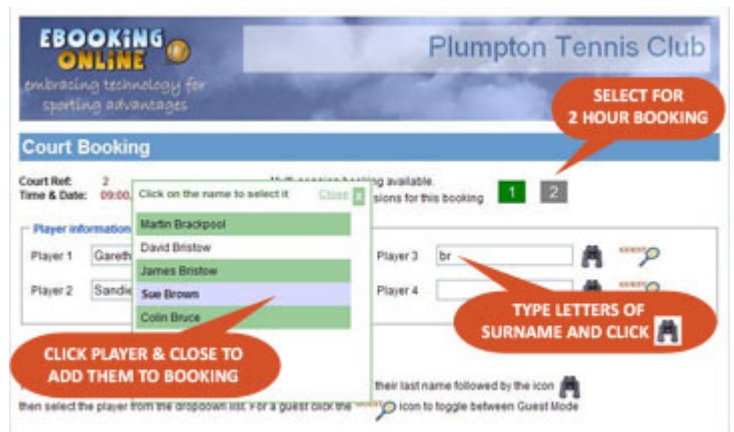 EBOOKING
ONLINE
embracing technology for
sporting advantages
Plumpton Tennis Club
SELECT FOR
2 HOUR BOOKING
Court Booking
Court Ref: 2
available.
Time & Date: 09:00,
sions for this booking 1 2
Click on the name to select it Close x
Player information
Martin Brackpool
David Bristow
James Bristow
Sue Brown
Colin Bruce
Player 1 Gareth
Player 2 Sandie
Player 3 br
GUEST
Player 4
TYPE LETTERS OF
SURNAME AND CLICK
CLICK PLAYER & CLOSE TO
ADD THEM TO BOOKING
their last name followed by the icon
then select the player from the dropdown list. For a guest click the icon to toggle between Guest Mode